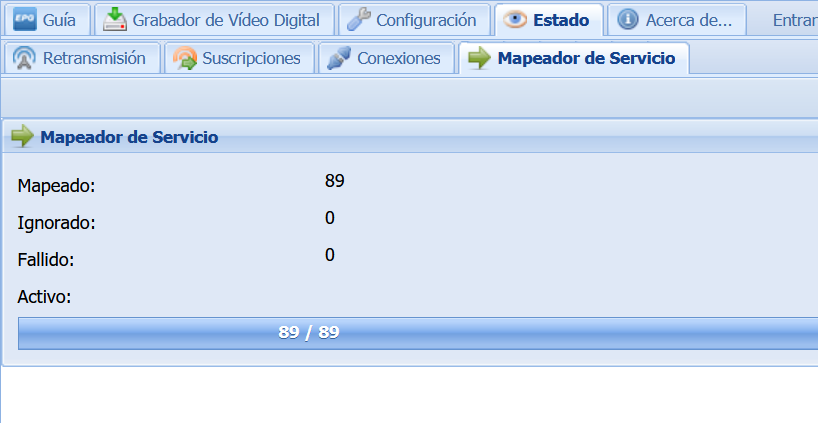 EPG Guía Grabador de Vídeo Digital Configuración Estado Acerca de... Entrar
Retransmisión Suscripciones Conexiones Mapeador de Servicio
Mapeador de Servicio
Mapeado: 89
Ignorado: 0
Fallido: 0
Activo:
89 / 89